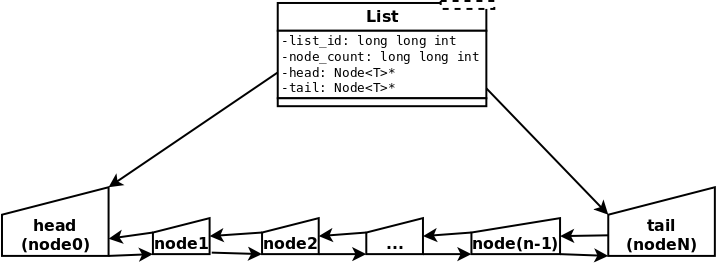 List
-list_id: long long int
-node_count: long long int
-head: Node<T>*
-tail: Node<T>*
head
(node0)
node1
node2
...
node(n-1)
tail
(nodeN)